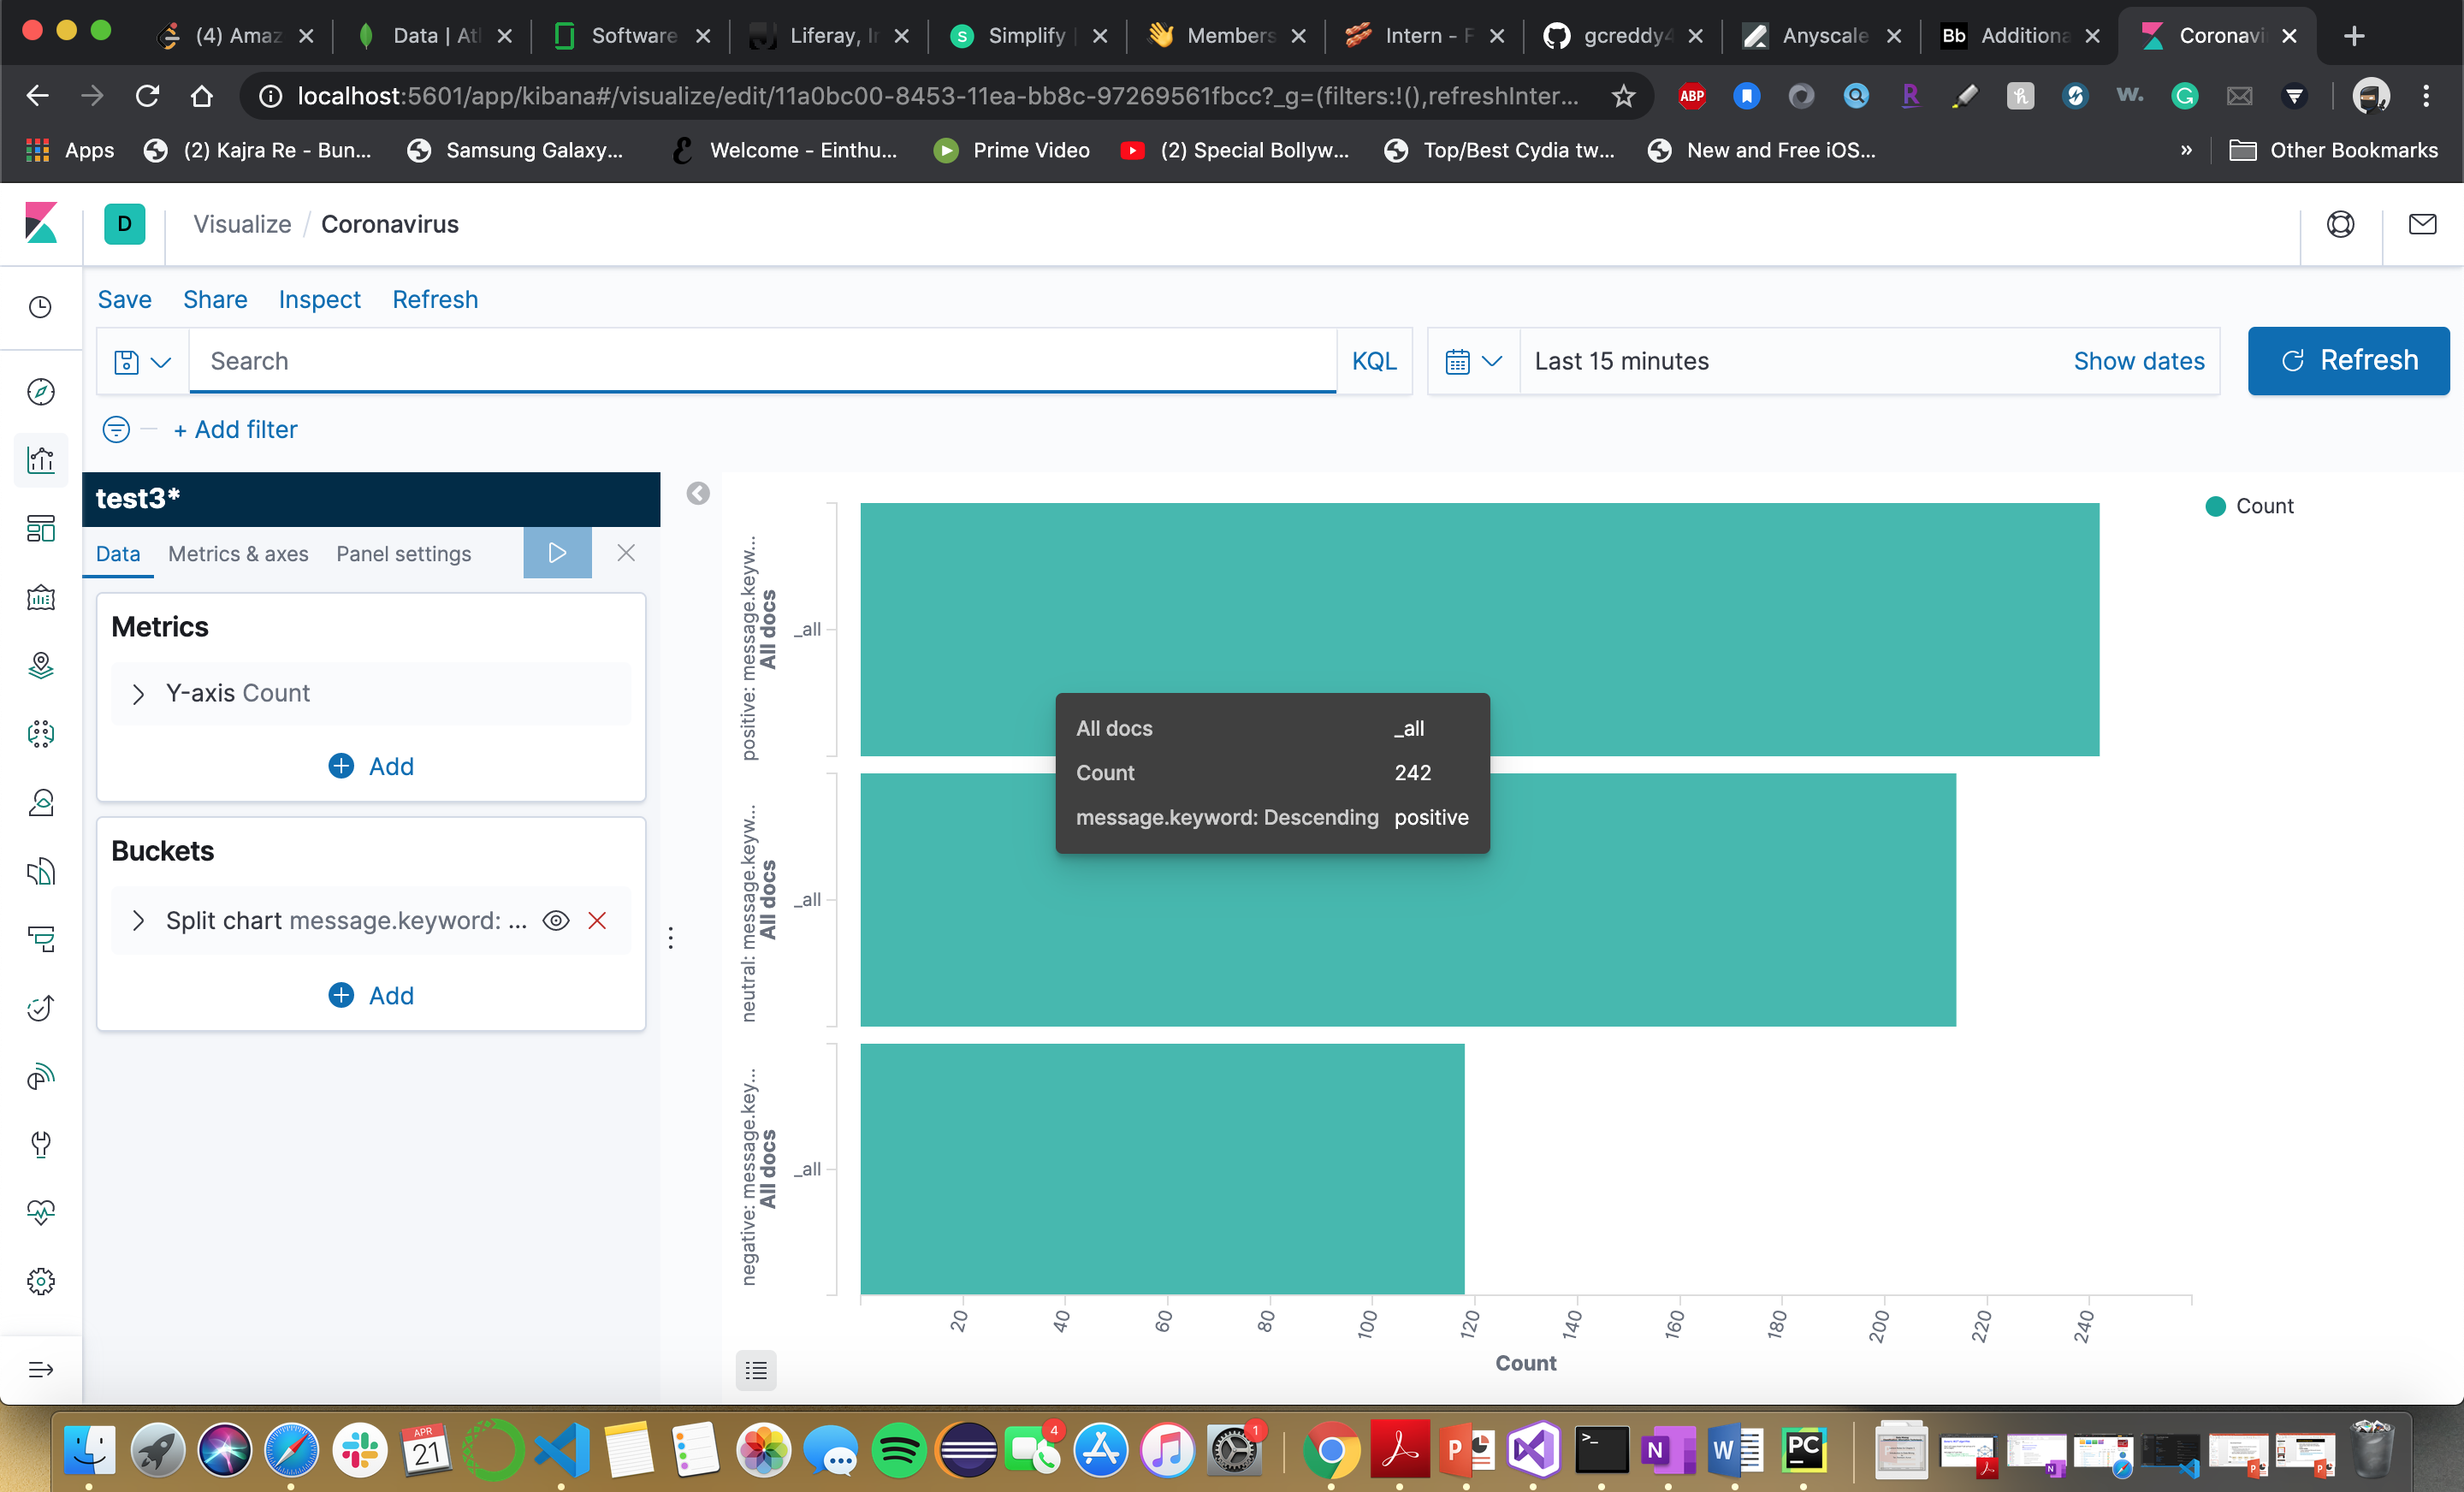 (4) Amaz
Data | Atl
Software
Liferay, I
Simplify |
Members
Intern - F
gcreddy4
Anyscale
Bb Additiona
Coronavi
localhost:5601/app/kibana#/visualize/edit/11a0bc00-8453-11ea-bb8c-97269561fbcc?_g=(filters:!(),refreshInter...
ABP
Apps
(2) Kajra Re - Bun...
Samsung Galaxy...
Welcome - Einthu...
Prime Video
(2) Special Bollyw...
Top/Best Cydia tw...
New and Free iOS...
»
Other Bookmarks
D
Visualize / Coronavirus
Save
Share
Inspect
Refresh
Search
KQL
Last 15 minutes
Show dates
Refresh
+ Add filter
test3*
Data
Metrics & axes
Panel settings
Metrics
Y-axis Count
Add
Buckets
Split chart message.keyword: ...
Add
positive: message.keyw...
All docs
_all
neutral: message.keyw...
All docs
_all
negative: message.key...
All docs
_all
All docs _all
Count 242
message.keyword: Descending positive
20
40
60
80
100
120
140
160
180
200
220
240
Count
Count
APR
21
4
1
P
N
W
PC